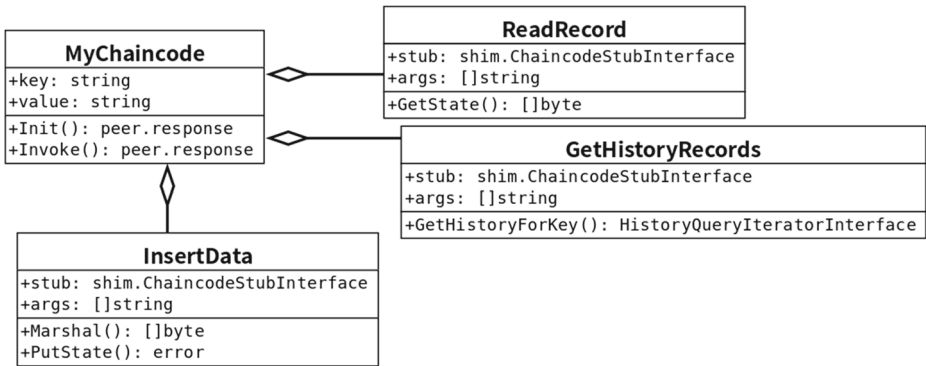 MyChaincode
+key: string
+value: string
+Init(): peer.response
+Invoke(): peer.response
ReadRecord
+stub: shim.ChaincodeStubInterface
+args: []string
+GetState(): []byte
GetHistoryRecords
+stub: shim.ChaincodeStubInterface
+args: []string
+GetHistoryForKey(): HistoryQueryIteratorInterface
InsertData
+stub: shim.ChaincodeStubInterface
+args: []string
+Marshal(): []byte
+PutState(): error